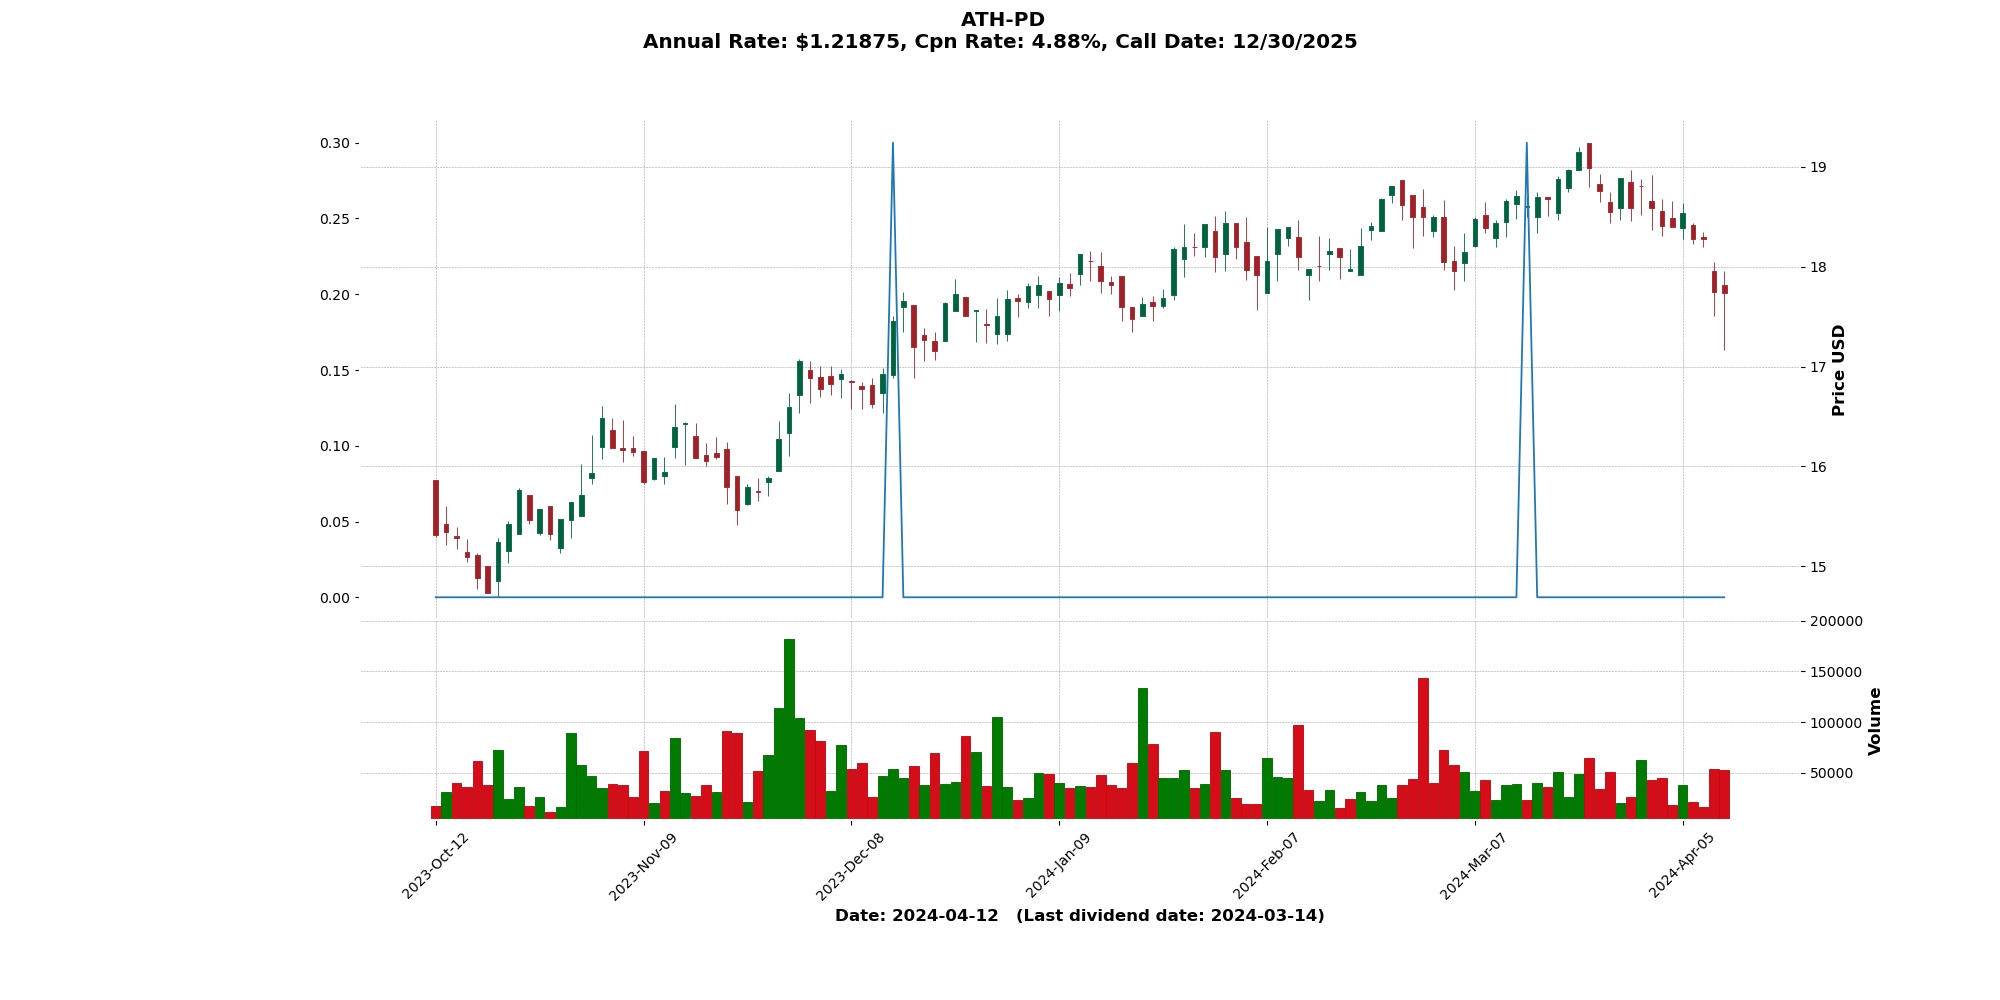 ATH-PD
Annual Rate: $1.21875, Cpn Rate: 4.88%, Call Date: 12/30/2025
0.30
0.25
0.20
0.15
0.10
0.05
0.00
19
18
17
16
15
Price USD
200000
150000
100000
50000
Volume
2023-Oct-12
2023-Nov-09
2023-Dec-08
2024-Jan-09
2024-Feb-07
2024-Mar-07
2024-Apr-05
Date: 2024-04-12 (Last dividend date: 2024-03-14)